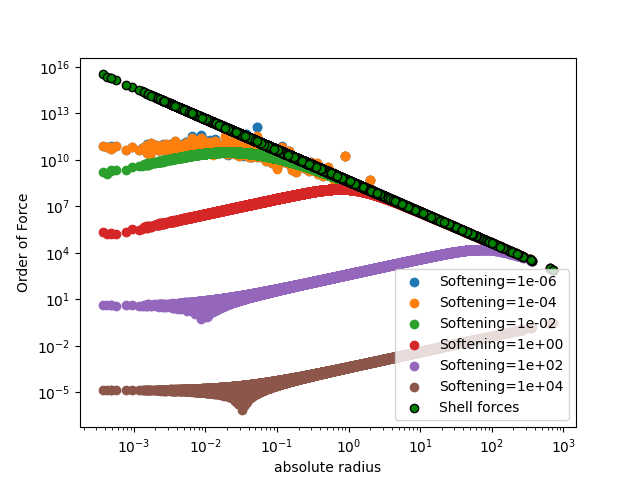 Order of Force
10^16
10^13
10^10
10^7
10^4
10^1
10^−2
10^−5
Softening=1e-06
Softening=1e-04
Softening=1e-02
Softening=1e+00
Softening=1e+02
Softening=1e+04
Shell forces
10^−3
10^−2
10^−1
10^0
10^1
10^2
10^3
absolute radius